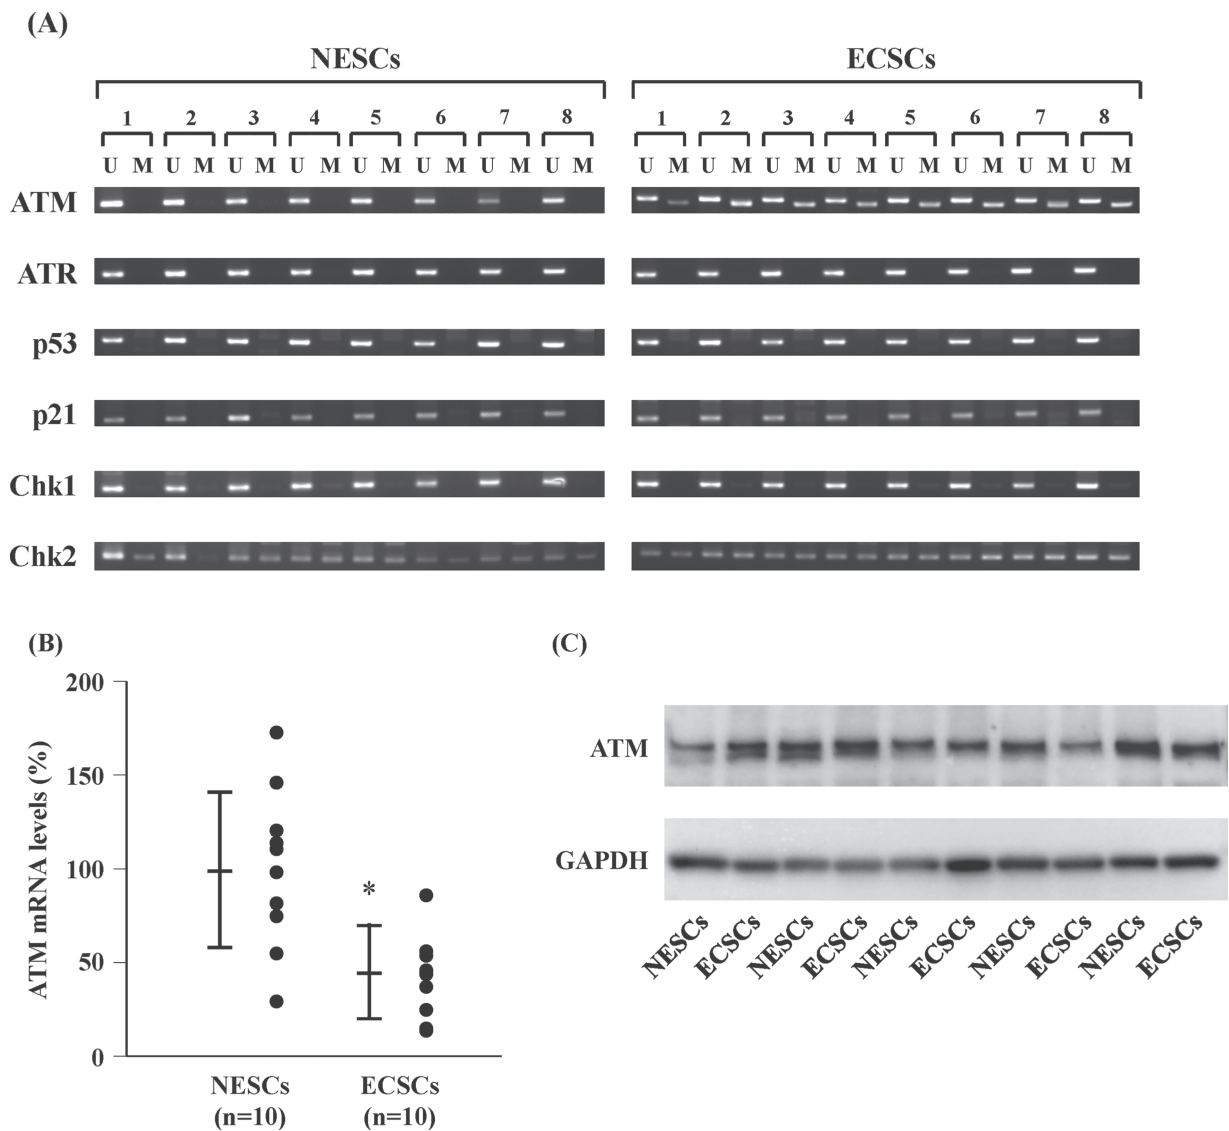 (A)
NESCs ECSCs
1 2 3 4 5 6 7 8 1 2 3 4 5 6 7 8
U M U M U M U M U M U M U M U M U M U M U M U M U M U M U M U M
ATM
ATR
p53
p21
Chk1
Chk2
(B)
ATM mRNA levels (%)
200
150
100
50
0
*
NESCs ECSCs
(n=10) (n=10)
(C)
ATM
GAPDH
NESCs ECSCs NESCs ECSCs NESCs ECSCs NESCs ECSCs NESCs ECSCs